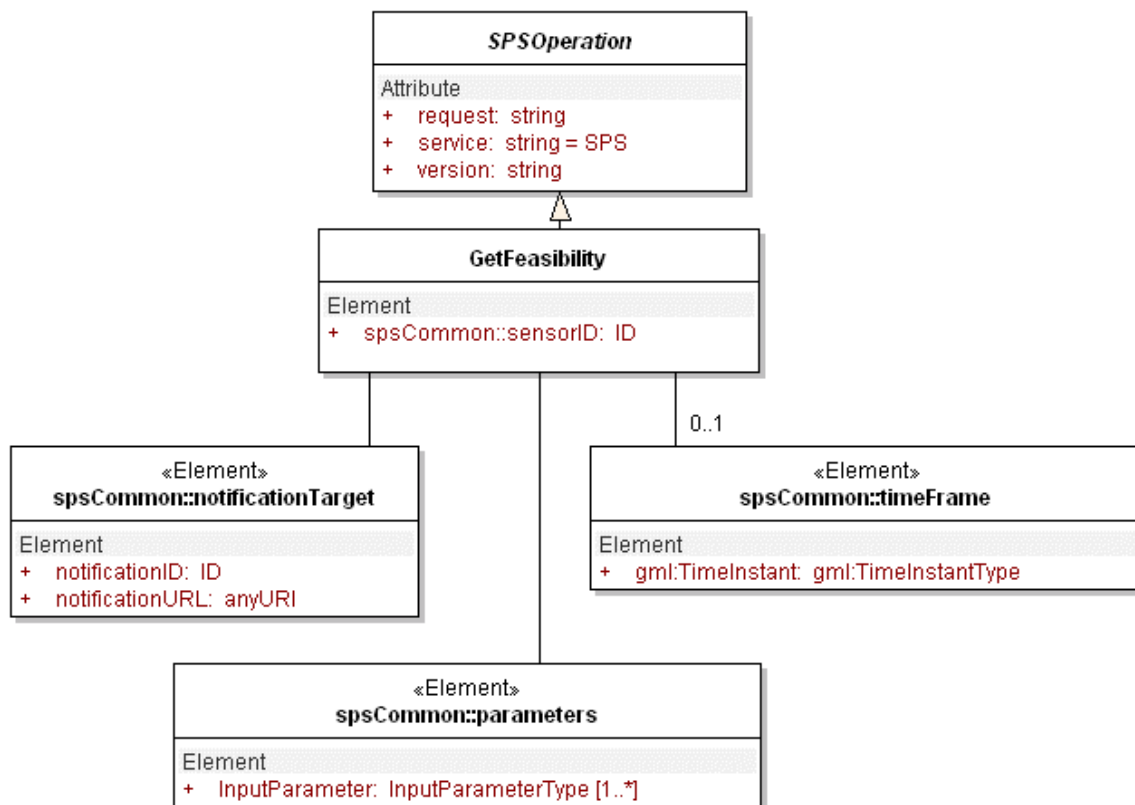 SPSOperation
Attribute
+ request: string
+ service: string = SPS
+ version: string
GetFeasibility
Element
+ spsCommon::sensorID: ID
0..1
«Element»
spsCommon::notificationTarget
Element
+ notificationID: ID
+ notificationURL: anyURI
«Element»
spsCommon::timeFrame
Element
+ gml:TimeInstant: gml:TimeInstantType
«Element»
spsCommon::parameters
Element
+ InputParameter: InputParameterType [1..*]